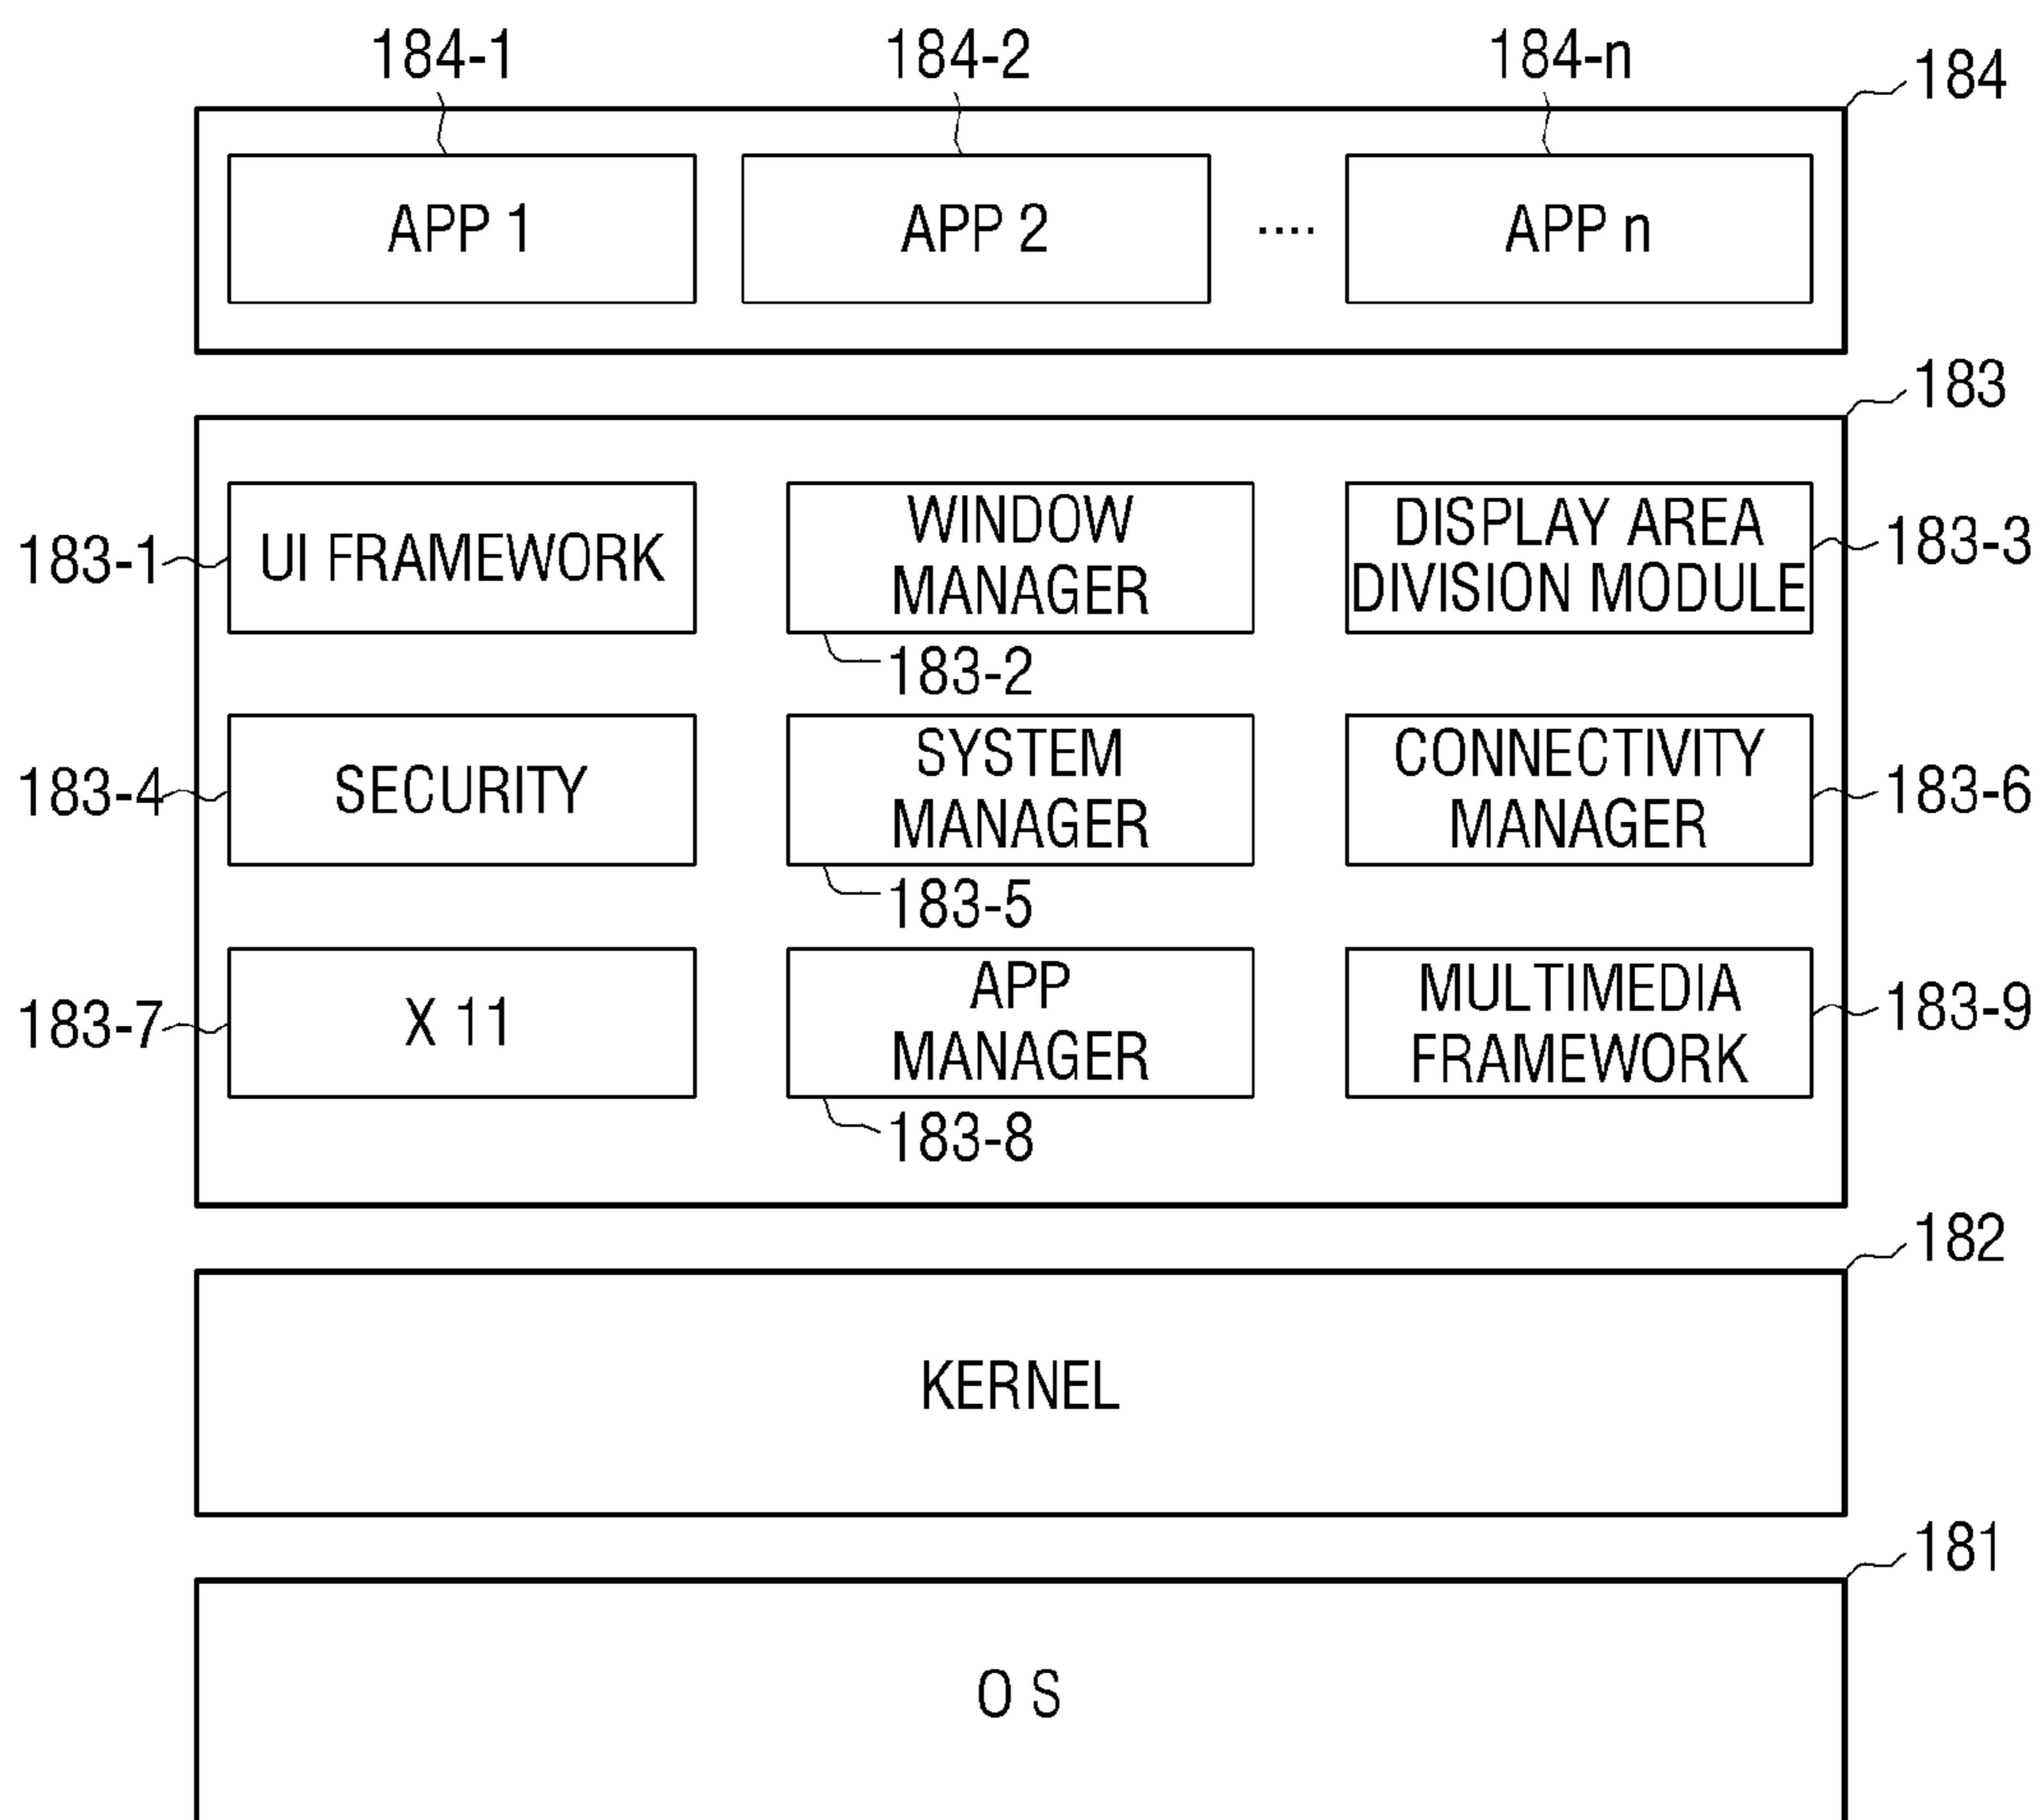 184-1
184-2
184-n
184
APP 1
APP 2
....
APP n
183
183-1
UI FRAMEWORK
WINDOW
MANAGER
183-2
DISPLAY AREA
DIVISION MODULE
183-3
183-4
SECURITY
SYSTEM
MANAGER
183-5
CONNECTIVITY
MANAGER
183-6
183-7
X 11
APP
MANAGER
183-8
MULTIMEDIA
FRAMEWORK
183-9
182
KERNEL
181
O S